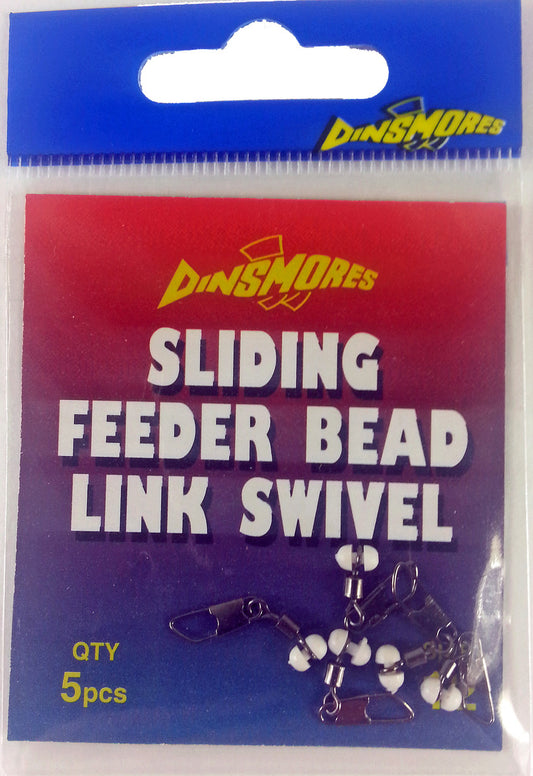 DINSMORES
DINSMORES
SLIDING
FEEDER BEAD
LINK SWIVEL
QTY
5pcs